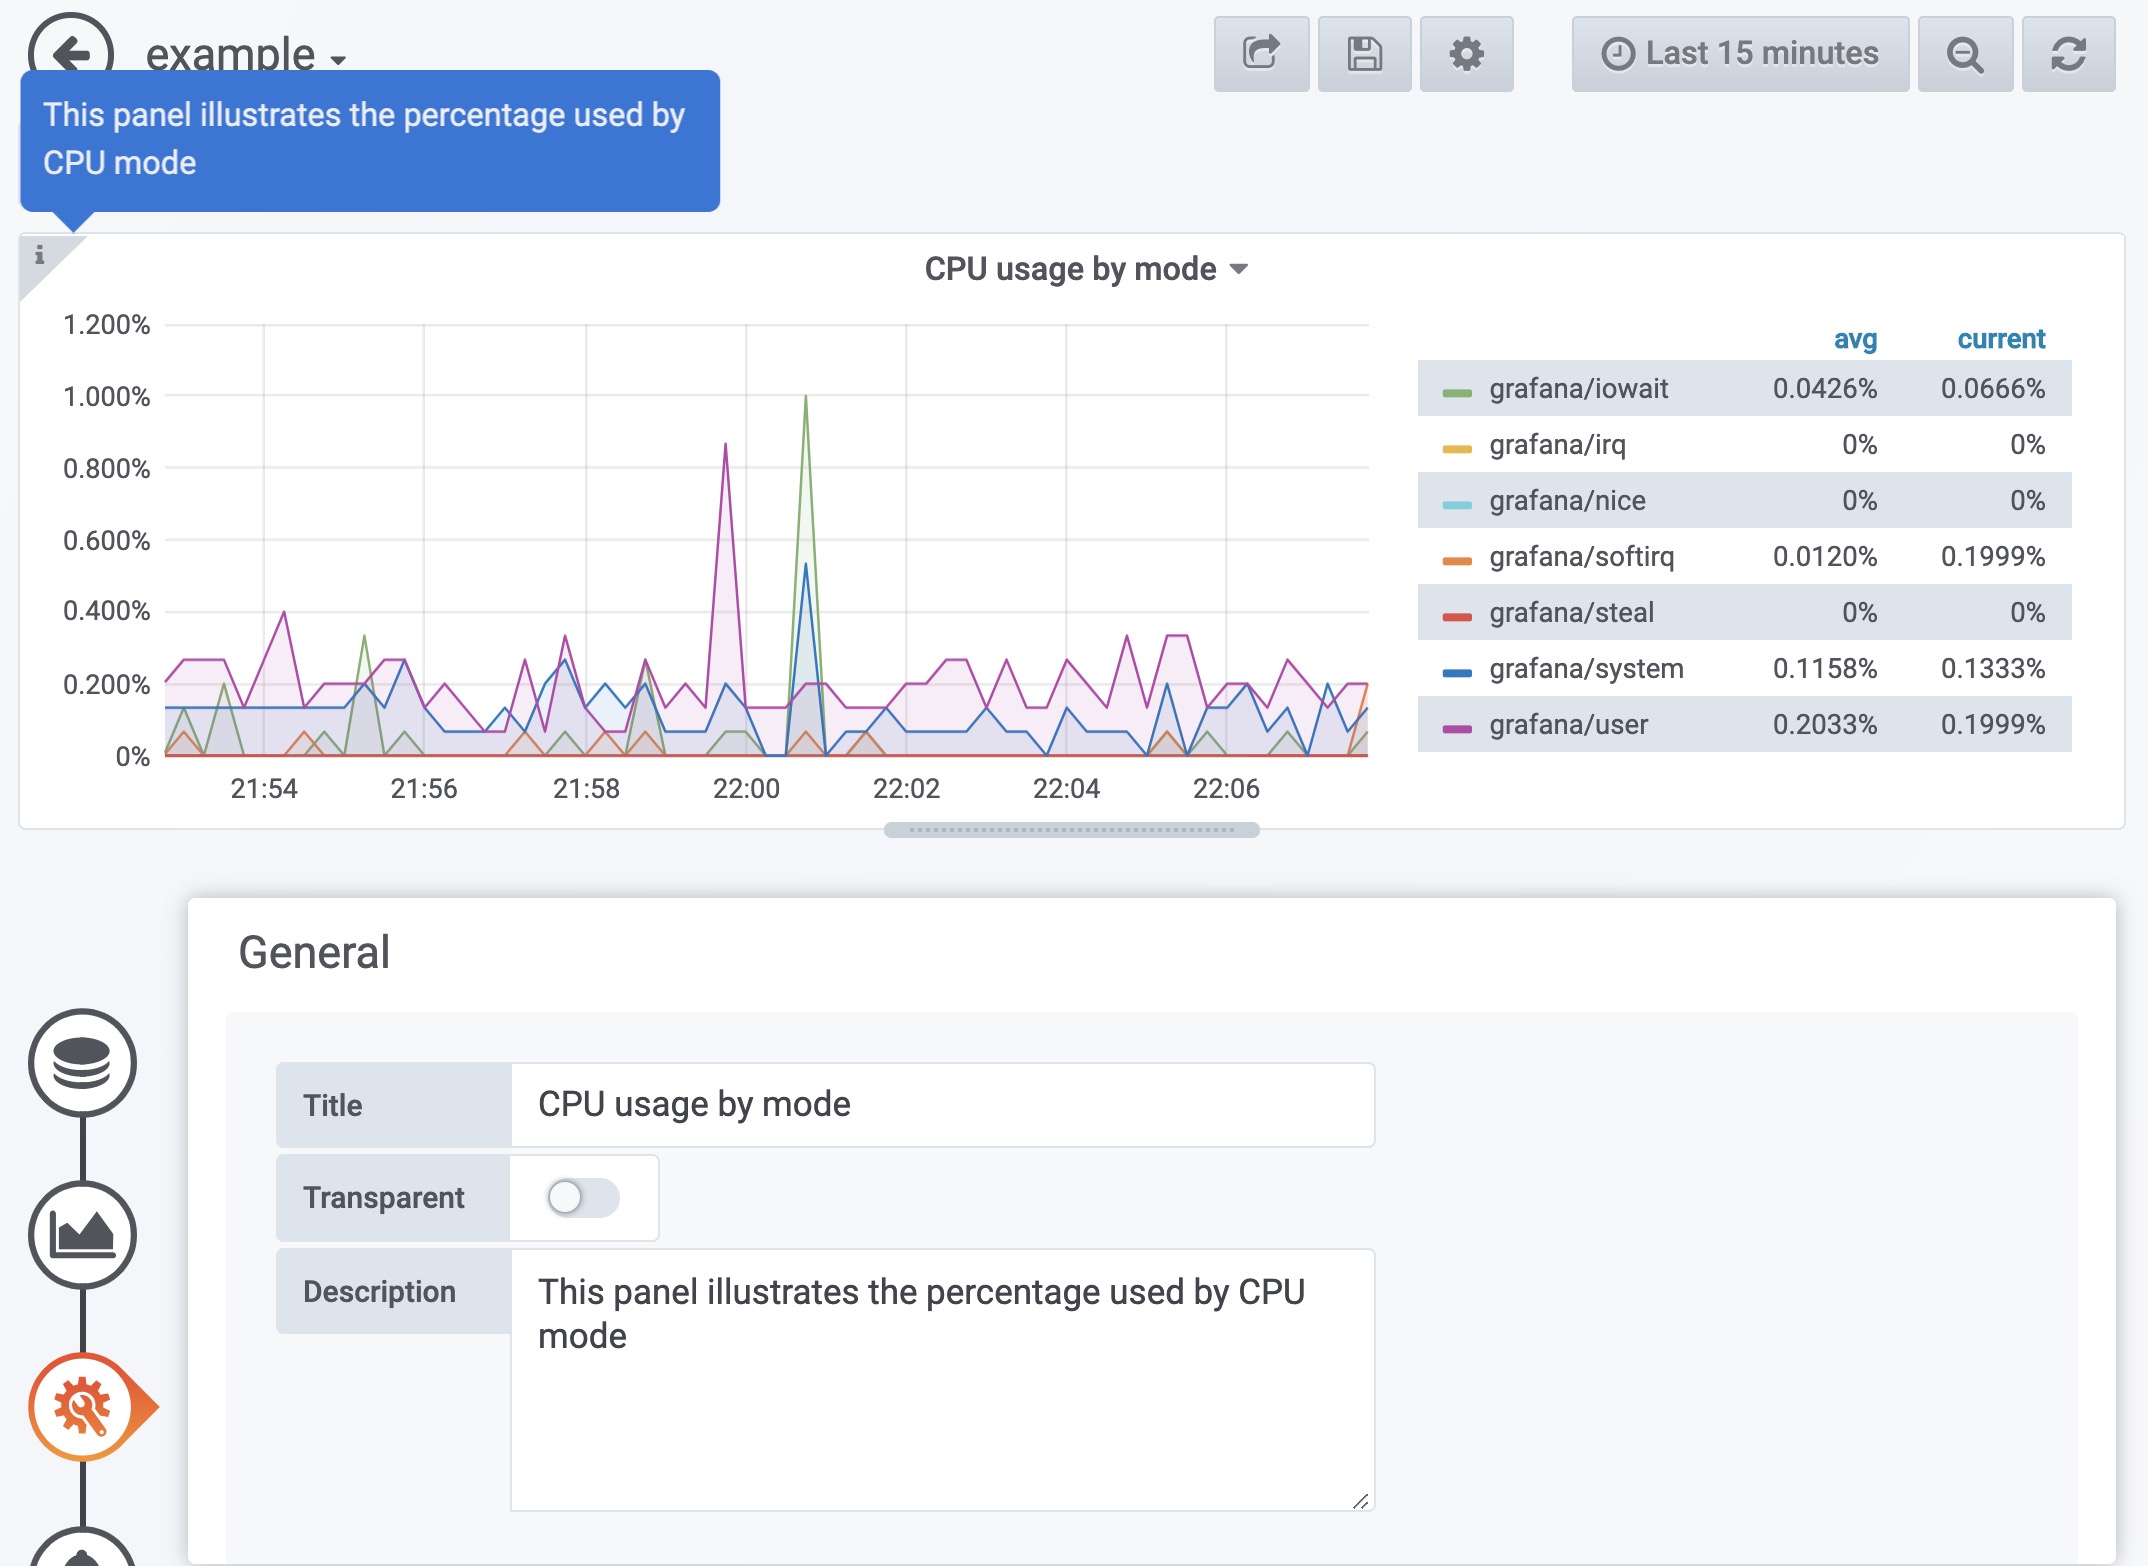 example
Last 15 minutes
This panel illustrates the percentage used by
CPU mode
i
CPU usage by mode
1.200%
1.000%
0.800%
0.600%
0.400%
0.200%
0%
21:54 21:56 21:58 22:00 22:02 22:04 22:06
avg current
grafana/iowait 0.0426% 0.0666%
grafana/irq 0% 0%
grafana/nice 0% 0%
grafana/softirq 0.0120% 0.1999%
grafana/steal 0% 0%
grafana/system 0.1158% 0.1333%
grafana/user 0.2033% 0.1999%
General
Title CPU usage by mode
Transparent
Description This panel illustrates the percentage used by CPU
mode